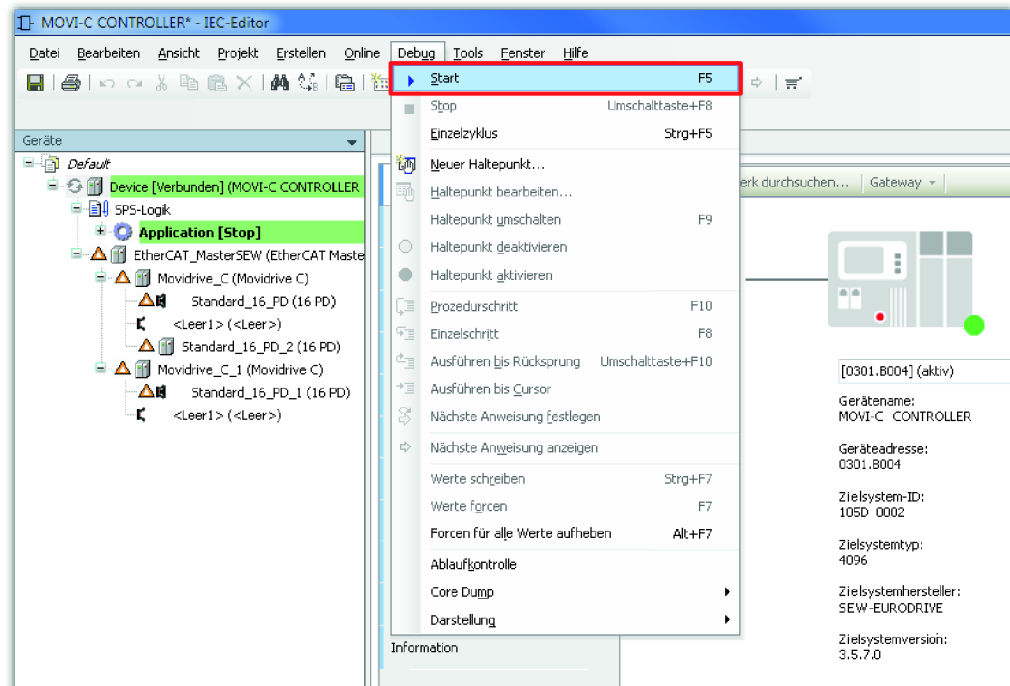 MOVI-C CONTROLLER* - IEC-Editor
Datei Bearbeiten Ansicht Projekt Erstellen Online Debug Tools Fenster Hilfe
Start F5
Stop Umschalttaste+F8
Einzelzyklus Strg+F5
Neuer Haltepunkt...
Haltepunkt bearbeiten...
Haltepunkt umschalten F9
Haltepunkt deaktivieren
Haltepunkt aktivieren
Prozedurschritt F10
Einzelschritt F8
Ausführen bis Rücksprung Umschalttaste+F10
Ausführen bis Cursor
Nächste Anweisung festlegen
Nächste Anweisung anzeigen
Werte schreiben Strg+F7
Werte forcen F7
Forcen für alle Werte aufheben Alt+F7
Ablaufkontrolle
Core Dump
Darstellung
Geräte
Default
Device [Verbunden] (MOVI-C CONTROLLER
SPS-Logik
Application [Stop]
EtherCAT_MasterSEW (EtherCAT Maste
Movidrive_C (Movidrive C)
Standard_16_PD (16 PD)
<Leer1> (<Leer>)
Standard_16_PD_2 (16 PD)
Movidrive_C_1 (Movidrive C)
Standard_16_PD_1 (16 PD)
<Leer1> (<Leer>)
erk durchsuchen... Gateway
[0301.B004] (aktiv)
Gerätename:
MOVI-C CONTROLLER
Geräteadresse:
0301.B004
Zielsystem-ID:
105D 0002
Zielsystemtyp:
4096
Zielsystemhersteller:
SEW-EURODRIVE
Zielsystemversion:
3.5.7.0
Information